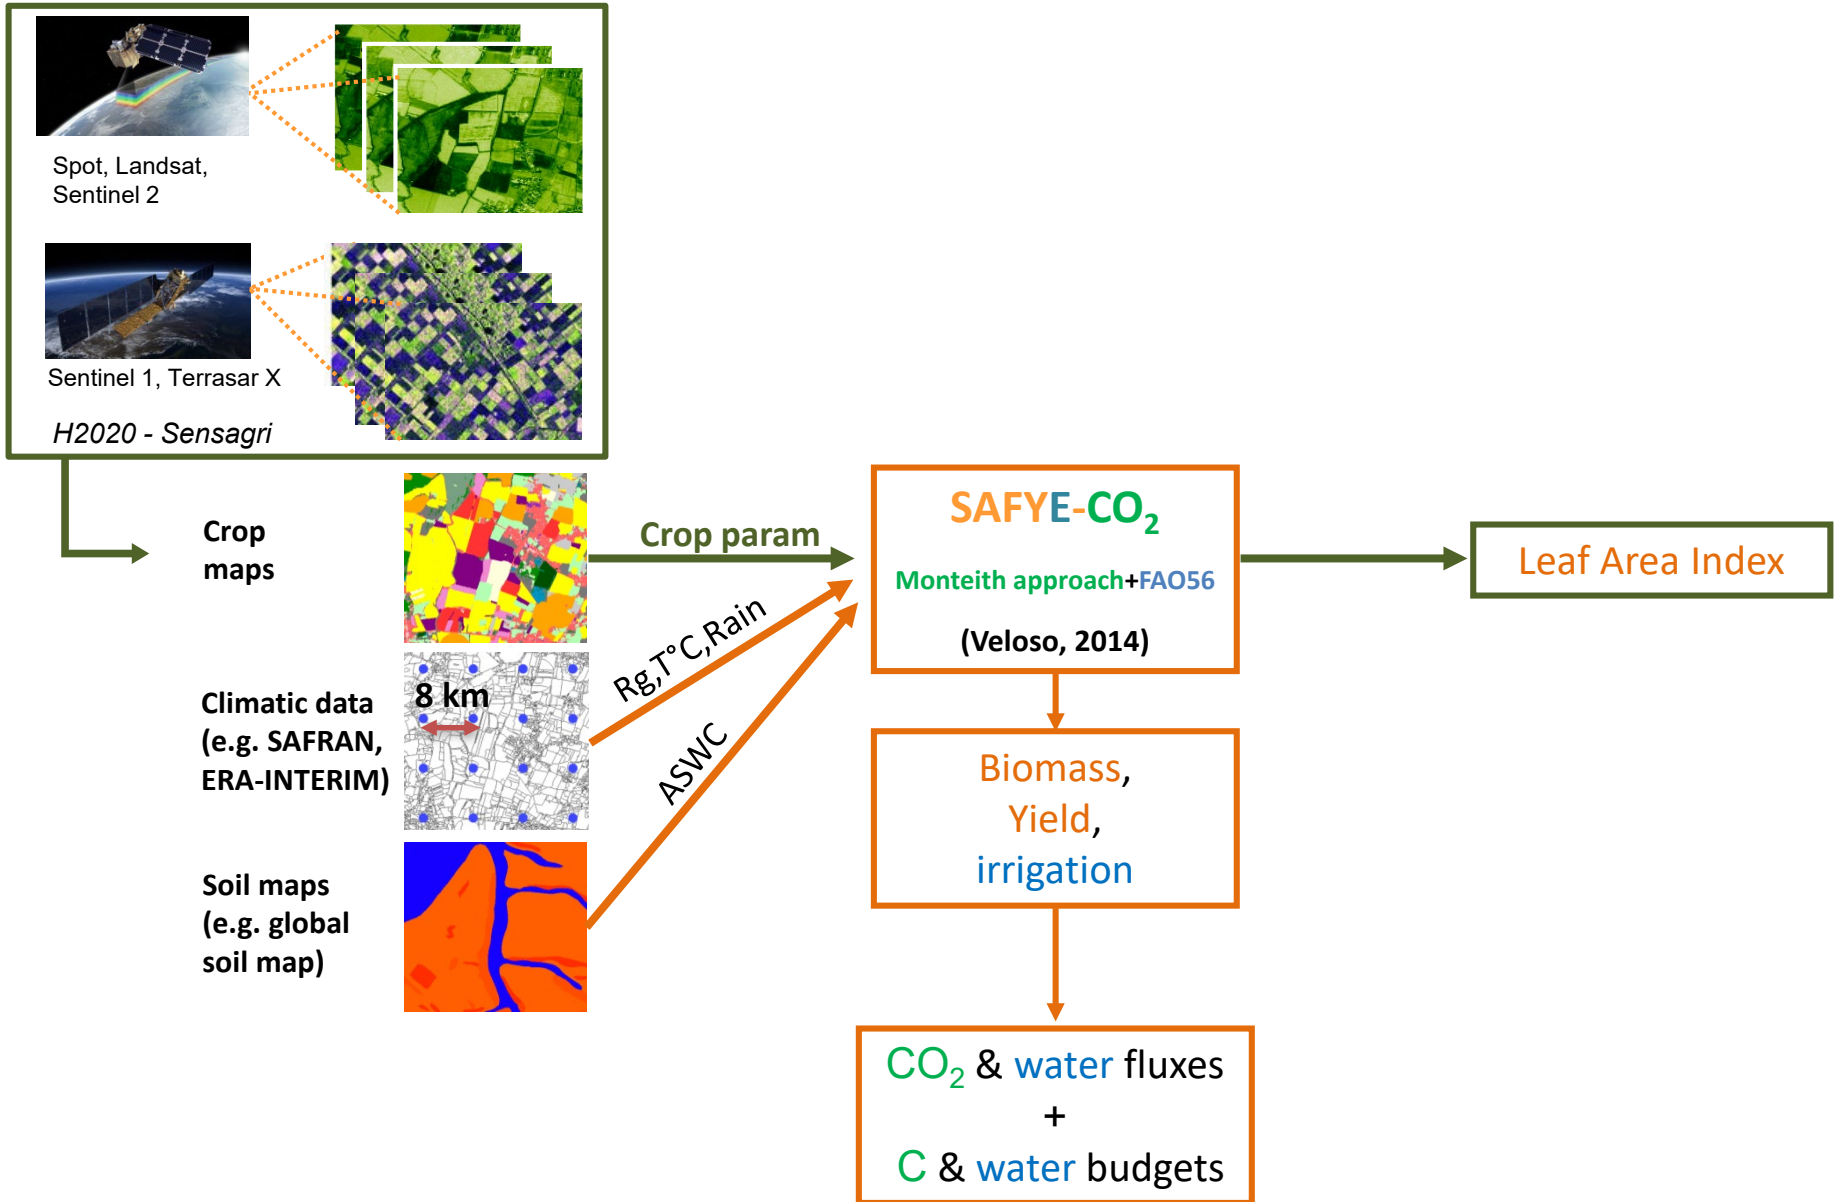 Spot, Landsat,
Sentinel 2
Sentinel 1, Terrasar X
H2020 - Sensagri
Crop
maps
Crop param
SAFYE-CO₂
Monteith approach+FAO56
(Veloso, 2014)
Leaf Area Index
Climatic data
(e.g. SAFRAN,
ERA-INTERIM)
8 km
Rg,T°C,Rain
ASWC
Soil maps
(e.g. global
soil map)
Biomass,
Yield,
irrigation
CO₂ & water fluxes
+
C & water budgets